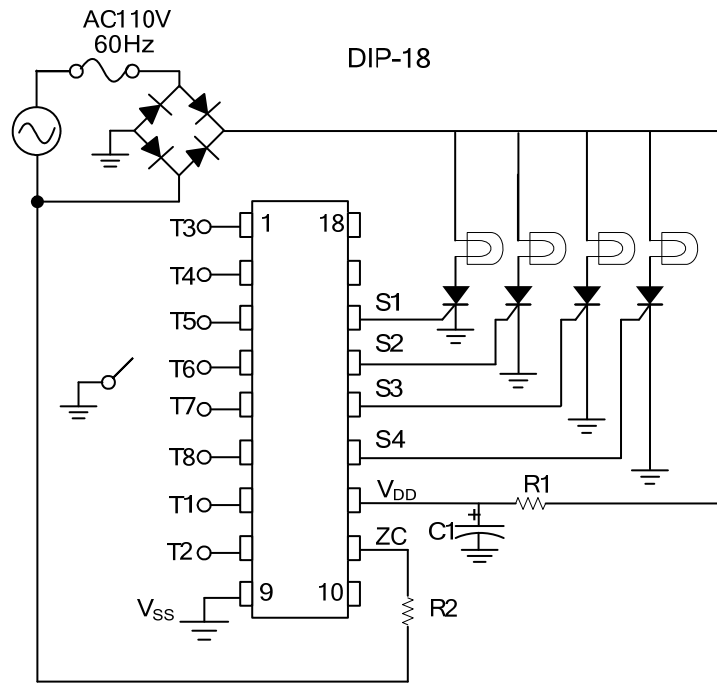 AC110V
60Hz
DIP-18
T3
1
18
T4
T5
S1
T6
S2
T7
S3
T8
S4
T1
VDD
R1
C1
+
T2
ZC
VSS
9
10
R2